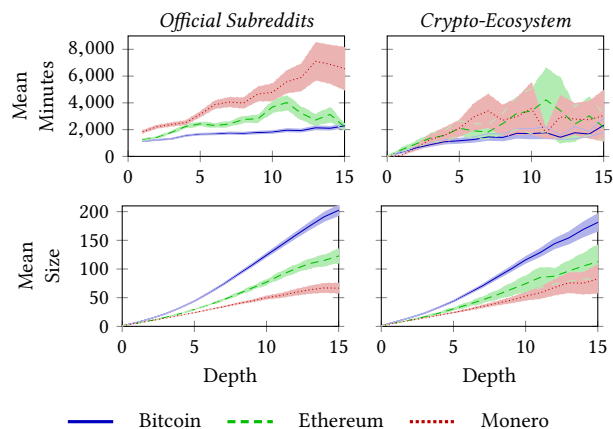 Official Subreddits Crypto-Ecosystem
Mean
Minutes
8,000
6,000
4,000
2,000
0
0 5 10 15 0 5 10 15
Mean
Size
200
150
100
50
0
0 5 10 15 0 5 10 15
Depth Depth
Bitcoin Ethereum Monero